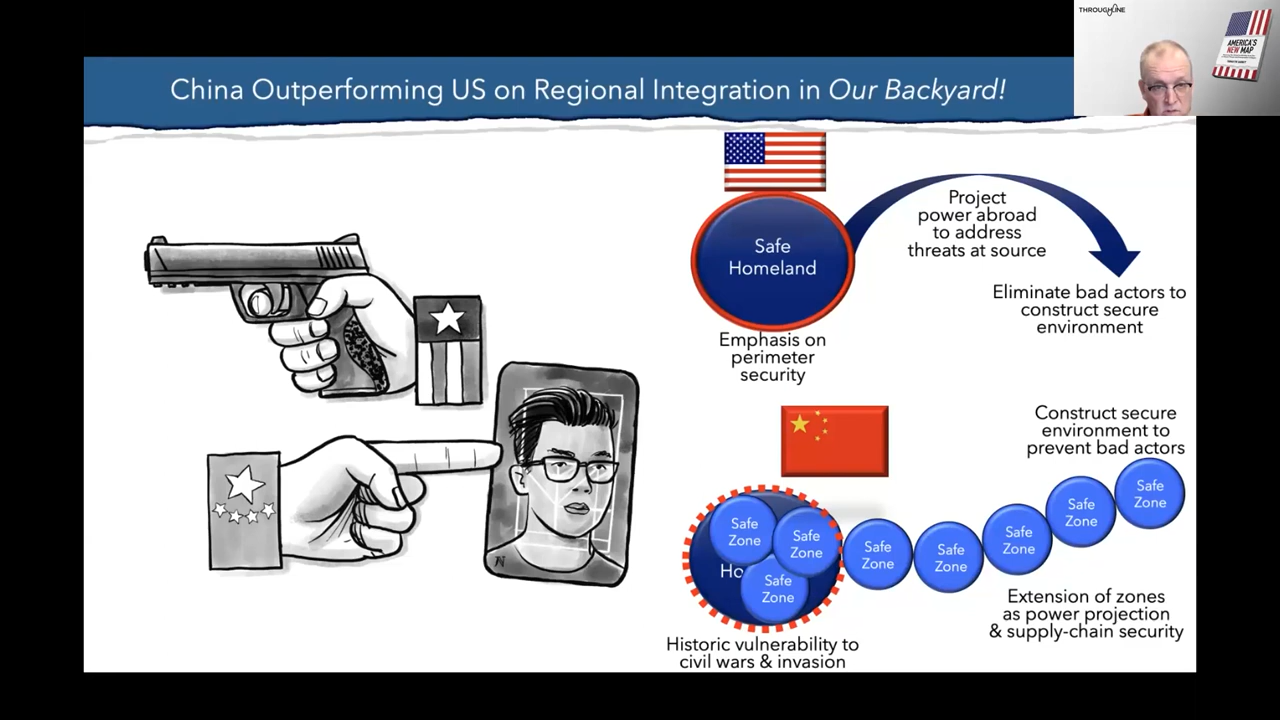 THROUGHLINE
AMERICA'S
NEW MAP
China Outperforming US on Regional Integration in Our Backyard!
Safe
Homeland
Emphasis on
perimeter
security
Project
power abroad
to address
threats at source
Eliminate bad actors to
construct secure
environment
Construct secure
environment to
prevent bad actors
Safe
Zone
Safe
Zone
Safe
Zone
Ho
Safe
Zone
Safe
Zone
Safe
Zone
Safe
Zone
Safe
Zone
Historic vulnerability to
civil wars & invasion
Extension of zones
as power projection
& supply-chain security